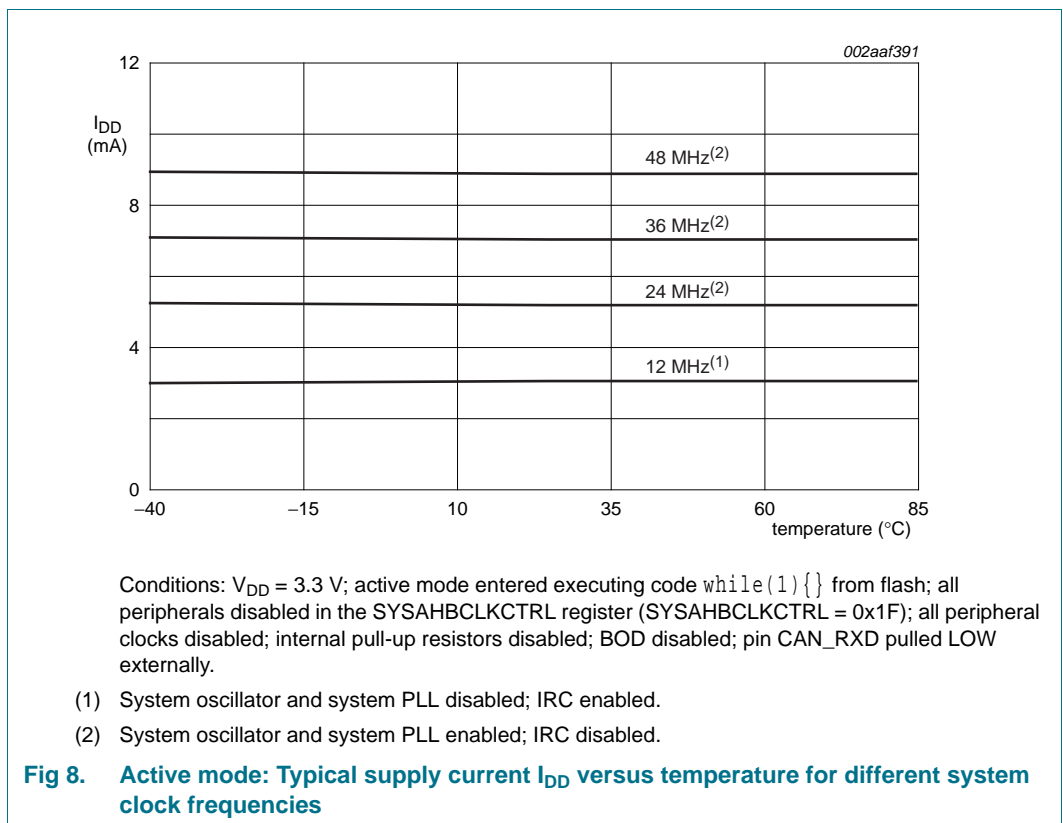 002aaf391
12
I_DD
(mA)
48 MHz(2)
8
36 MHz(2)
24 MHz(2)
4
12 MHz(1)
0
−40 −15 10 35 60 85
temperature (°C)
Conditions: V_DD = 3.3 V; active mode entered executing code while(1){} from flash; all
peripherals disabled in the SYSAHBCLKCTRL register (SYSAHBCLKCTRL = 0x1F); all peripheral
clocks disabled; internal pull-up resistors disabled; BOD disabled; pin CAN_RXD pulled LOW
externally.
(1) System oscillator and system PLL disabled; IRC enabled.
(2) System oscillator and system PLL enabled; IRC disabled.
Fig 8. Active mode: Typical supply current I_DD versus temperature for different system
clock frequencies